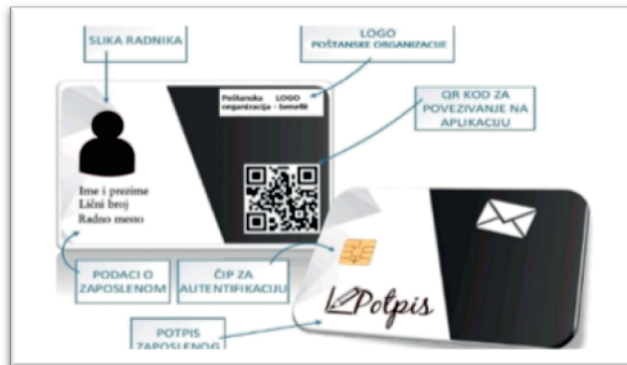 SLIKA RADNIKA
LOGO
POŠTANSKE ORGANIZACIJE
Poštanska LOGO
organizacija - benefit
QR KOD ZA
POVEZIVANJE NA
APLIKACIJU
Ime i prezime
Lični broj
Radno mesto
PODACI O
ZAPOSLENOM
ČIP ZA
AUTENTIFIKACIJU
Potpis
POTPIS
ZAPOSLENOG